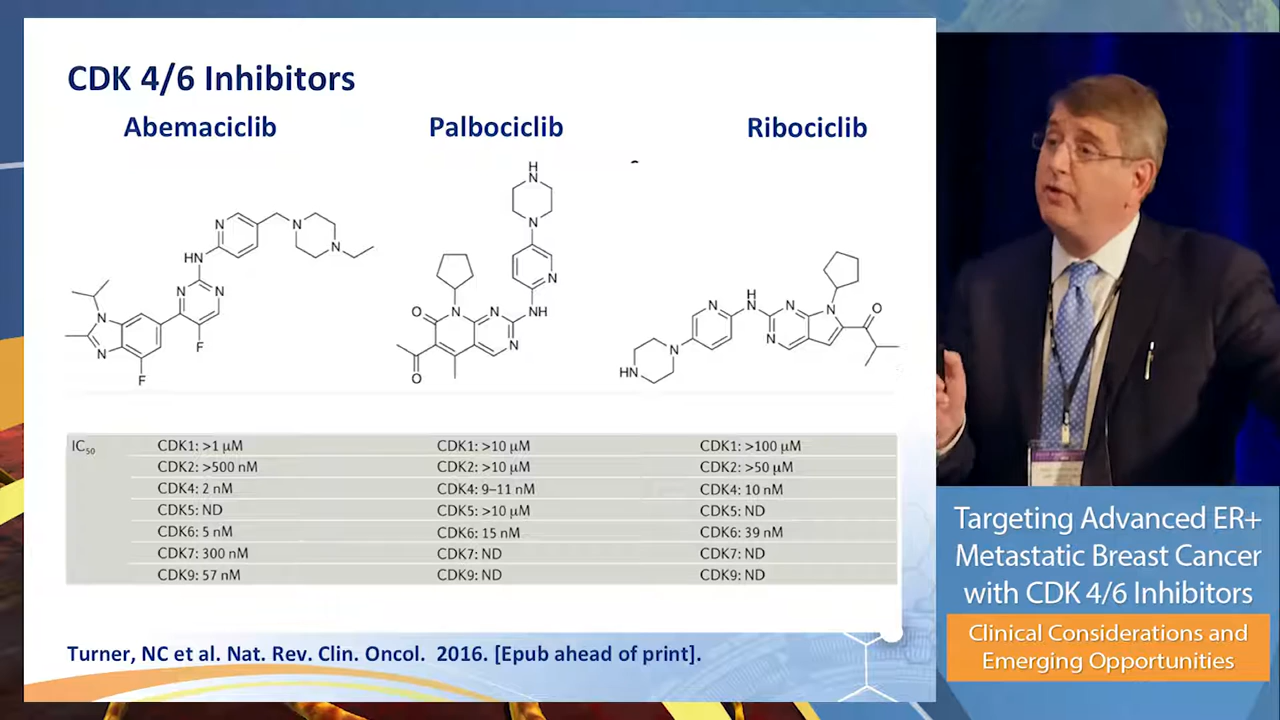 CDK 4/6 Inhibitors
Abemaciclib
Palbociclib
Ribociclib
N
N
N
HN
N
N
N
N
F
F
H
N
N
N
NH
N
N
N
O
O
H
N
N
N
N
N
N
HN
O
IC50
CDK1: >1 µM
CDK1: >10 µM
CDK1: >100 µM
CDK2: >500 nM
CDK2: >10 µM
CDK2: >50 µM
CDK4: 2 nM
CDK4: 9–11 nM
CDK4: 10 nM
CDK5: ND
CDK5: >10 µM
CDK5: ND
CDK6: 5 nM
CDK6: 15 nM
CDK6: 39 nM
CDK7: 300 nM
CDK7: ND
CDK7: ND
CDK9: 57 nM
CDK9: ND
CDK9: ND
Turner, NC et al. Nat. Rev. Clin. Oncol. 2016. [Epub ahead of print].
Targeting Advanced ER+
Metastatic Breast Cancer
with CDK 4/6 Inhibitors
Clinical Considerations and
Emerging Opportunities